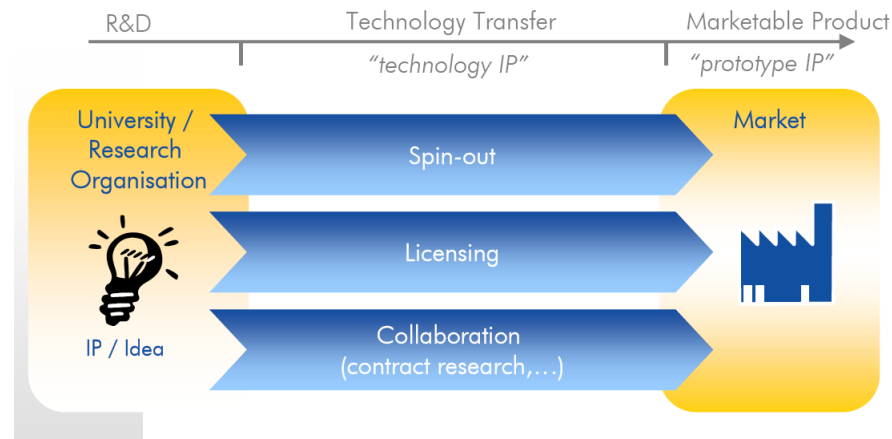 R&D
Technology Transfer
Marketable Product
“technology IP”
“prototype IP”
University /
Research
Organisation
IP / Idea
Spin-out
Licensing
Collaboration
(contract research,...)
Market